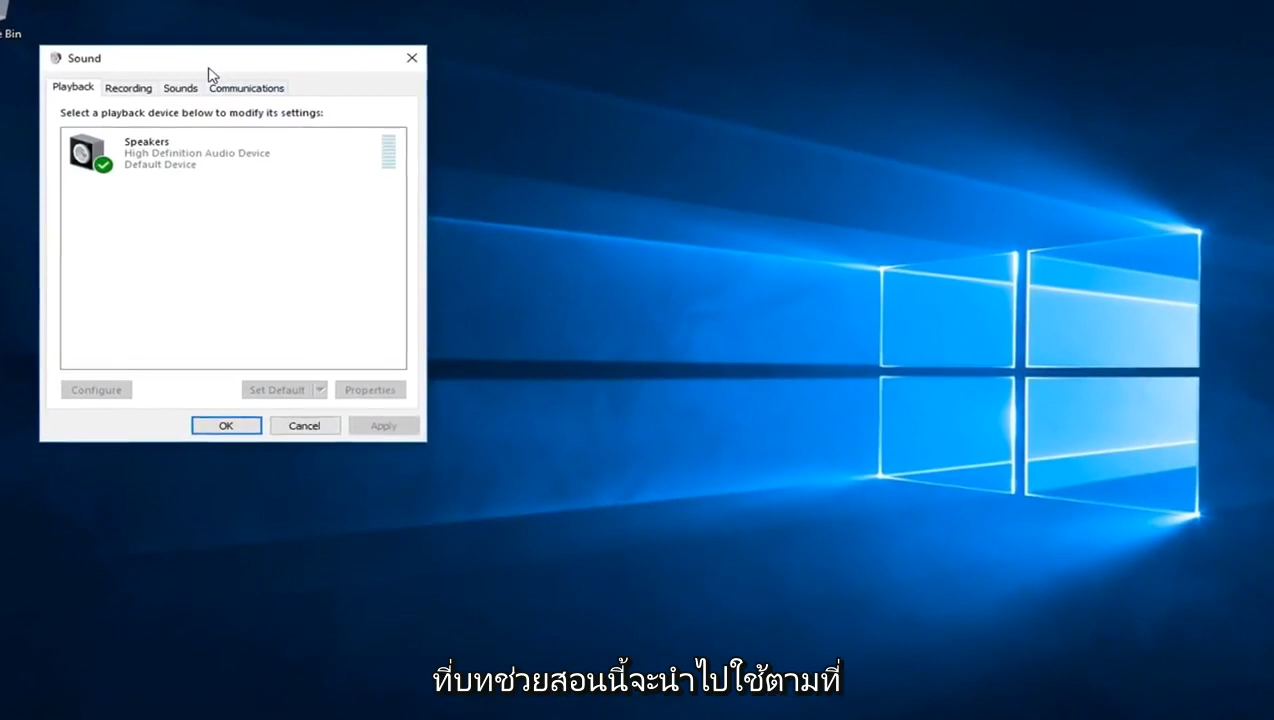 Bin
Sound
Playback
Recording
Sounds
Communications
Select a playback device below to modify its settings:
Speakers
High Definition Audio Device
Default Device
Configure
Set Default
Properties
OK
Cancel
Apply
ที่บทช่วยสอนนี้จะนำไปใช้ตามที่